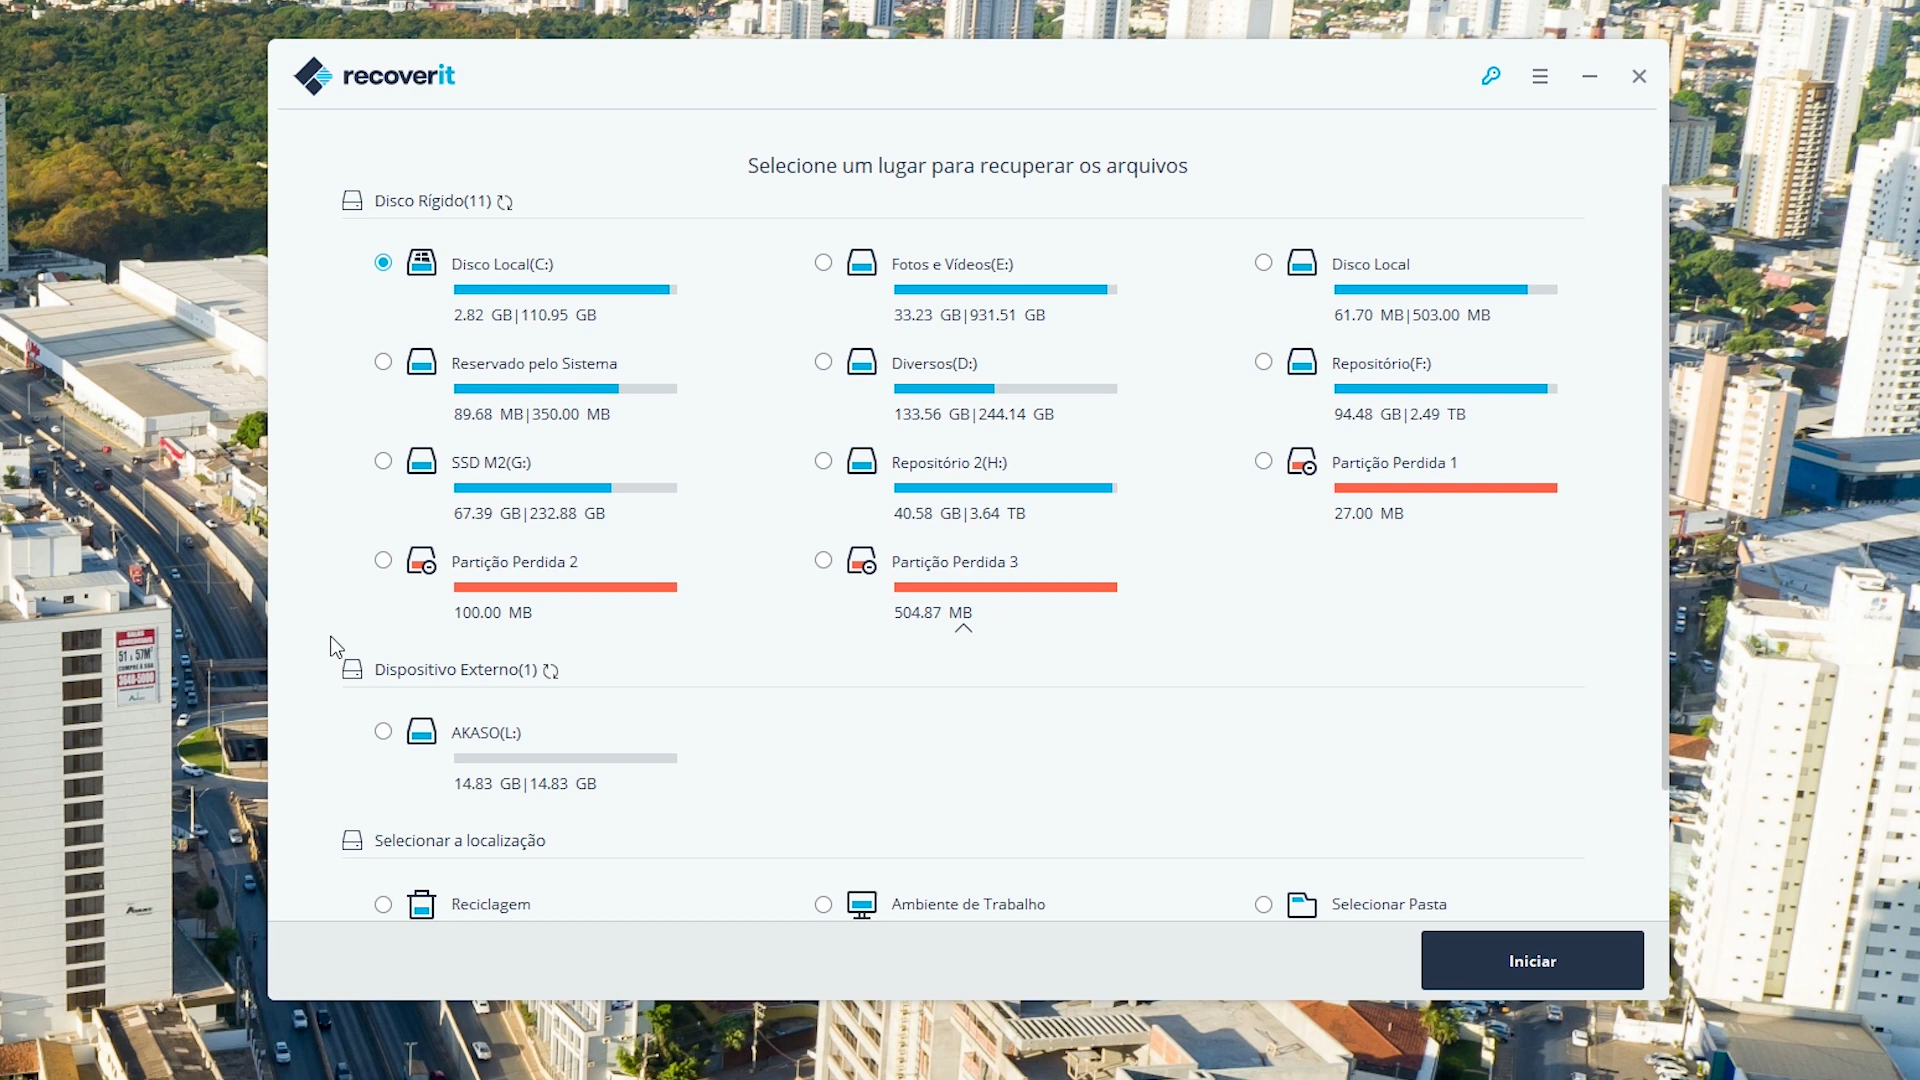 recoverit
Selecione um lugar para recuperar os arquivos
Disco Rígido(11)
Disco Local(C:)
2.82 GB|110.95 GB
Fotos e Vídeos(E:)
33.23 GB|931.51 GB
Disco Local
61.70 MB|503.00 MB
Reservado pelo Sistema
89.68 MB|350.00 MB
Diversos(D:)
133.56 GB|244.14 GB
Repositório(F:)
94.48 GB|2.49 TB
SSD M2(G:)
67.39 GB|232.88 GB
Repositório 2(H:)
40.58 GB|3.64 TB
Partição Perdida 1
27.00 MB
Partição Perdida 2
100.00 MB
Partição Perdida 3
504.87 MB
Dispositivo Externo(1)
AKASO(L:)
14.83 GB|14.83 GB
Selecionar a localização
Reciclagem
Ambiente de Trabalho
Selecionar Pasta
Iniciar
SALAS
COMERCIAIS
51 a 57M²